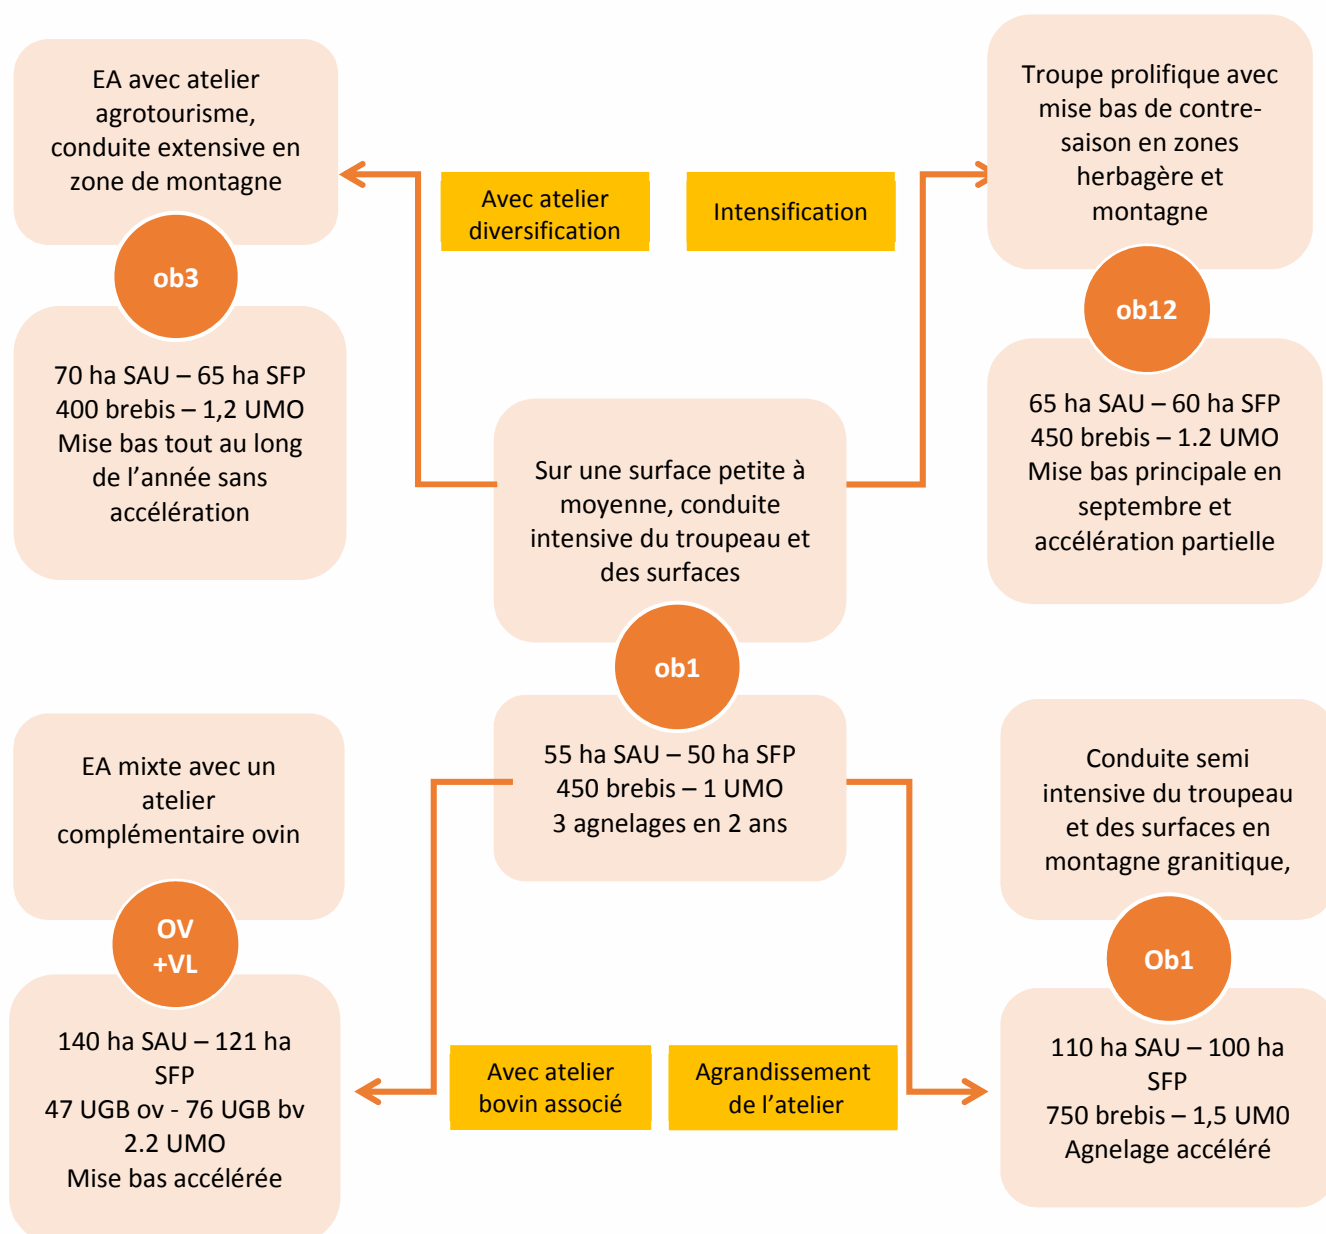 EA avec atelier
agrotourisme,
conduite extensive en
zone de montagne
ob3
70 ha SAU – 65 ha SFP
400 brebis – 1,2 UMO
Mise bas tout au long
de l’année sans
accélération
Avec atelier
diversification
Intensification
Troupe prolifique avec
mise bas de contre-
saison en zones
herbagère et
montagne
ob12
65 ha SAU – 60 ha SFP
450 brebis – 1.2 UMO
Mise bas principale en
septembre et
accélération partielle
Sur une surface petite à
moyenne, conduite
intensive du troupeau et
des surfaces
ob1
55 ha SAU – 50 ha SFP
450 brebis – 1 UMO
3 agnelages en 2 ans
EA mixte avec un
atelier
complémentaire ovin
OV
+VL
140 ha SAU – 121 ha
SFP
47 UGB ov - 76 UGB bv
2.2 UMO
Mise bas accélérée
Avec atelier
bovin associé
Agrandissement
de l’atelier
Conduite semi
intensive du troupeau
et des surfaces en
montagne granitique,
Ob1
110 ha SAU – 100 ha
SFP
750 brebis – 1,5 UM0
Agnelage accéléré